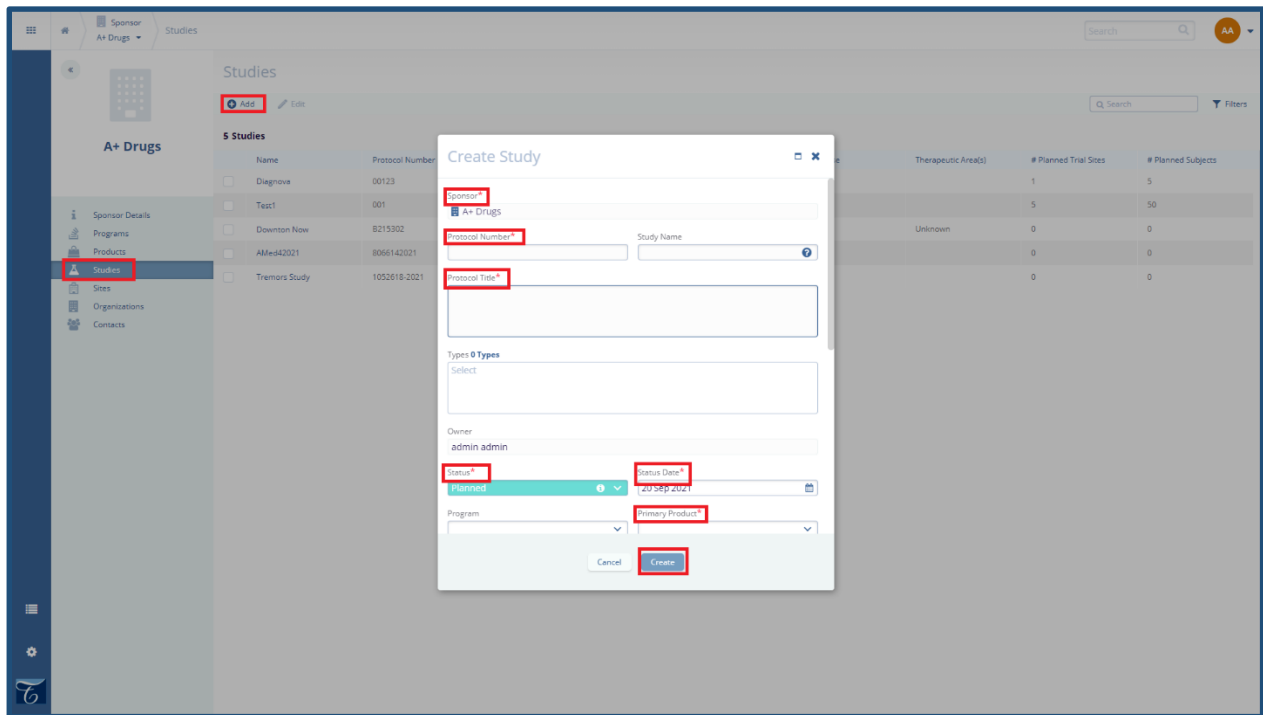 Sponsor
A+ Drugs
Studies
Search
AA
A+ Drugs
Sponsor Details
Programs
Products
Studies
Sites
Organizations
Contacts
Studies
Add Edit
Search
Filters
5 Studies
Name Protocol Number Therapeutic Area(s) # Planned Trial Sites # Planned Subjects
Diagnova 00123 1 5
Test1 001 5 50
Downton Now B215302 Unknown 0 0
AMed42021 8066142021 0 0
Tremors Study 1052618-2021 0 0
Create Study
Sponsor*
A+ Drugs
Protocol Number* Study Name
Protocol Title*
Types 0 Types
Select
Owner
admin admin
Status* Status Date*
Planned 20 Sep 2021
Program Primary Product*
Cancel Create